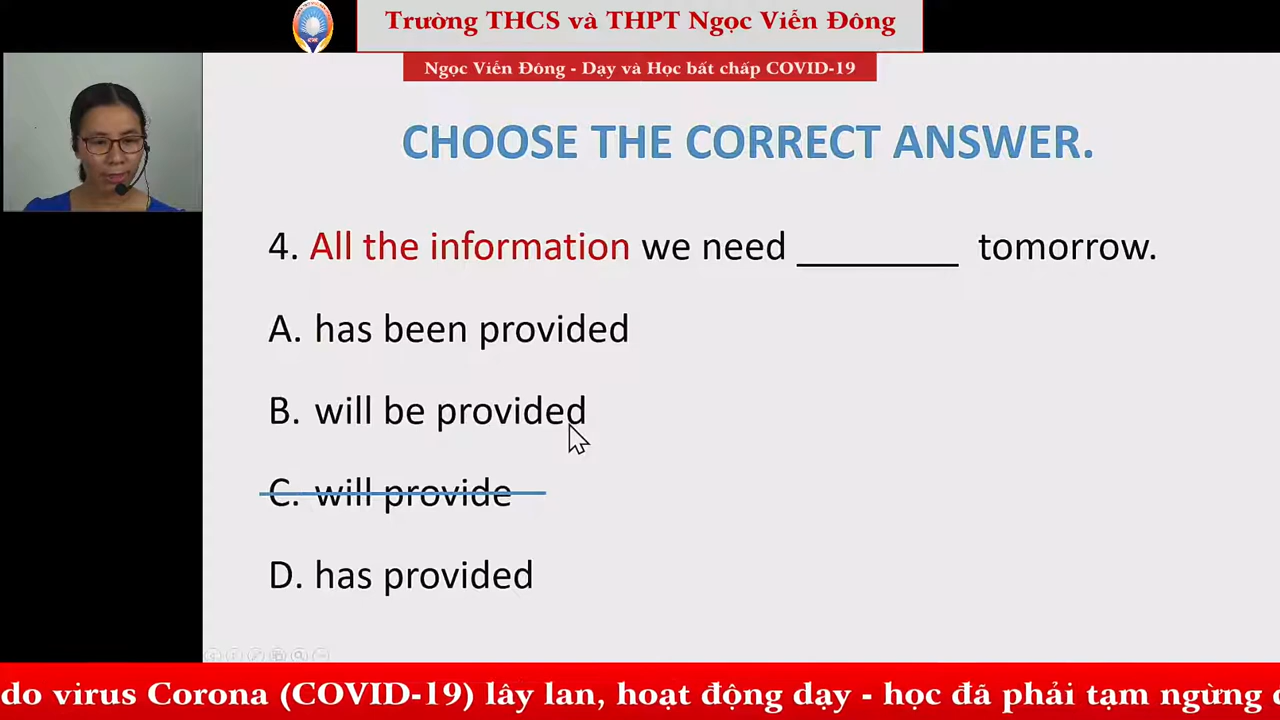 Trường THCS và THPT Ngọc Viễn Đông
Ngọc Viễn Đông - Dạy và Học bất chấp COVID-19
CHOOSE THE CORRECT ANSWER.
4. All the information we need ________ tomorrow.
A. has been provided
B. will be provided
C. will provide
D. has provided
do virus Corona (COVID-19) lây lan, hoạt động dạy - học đã phải tạm ngừng